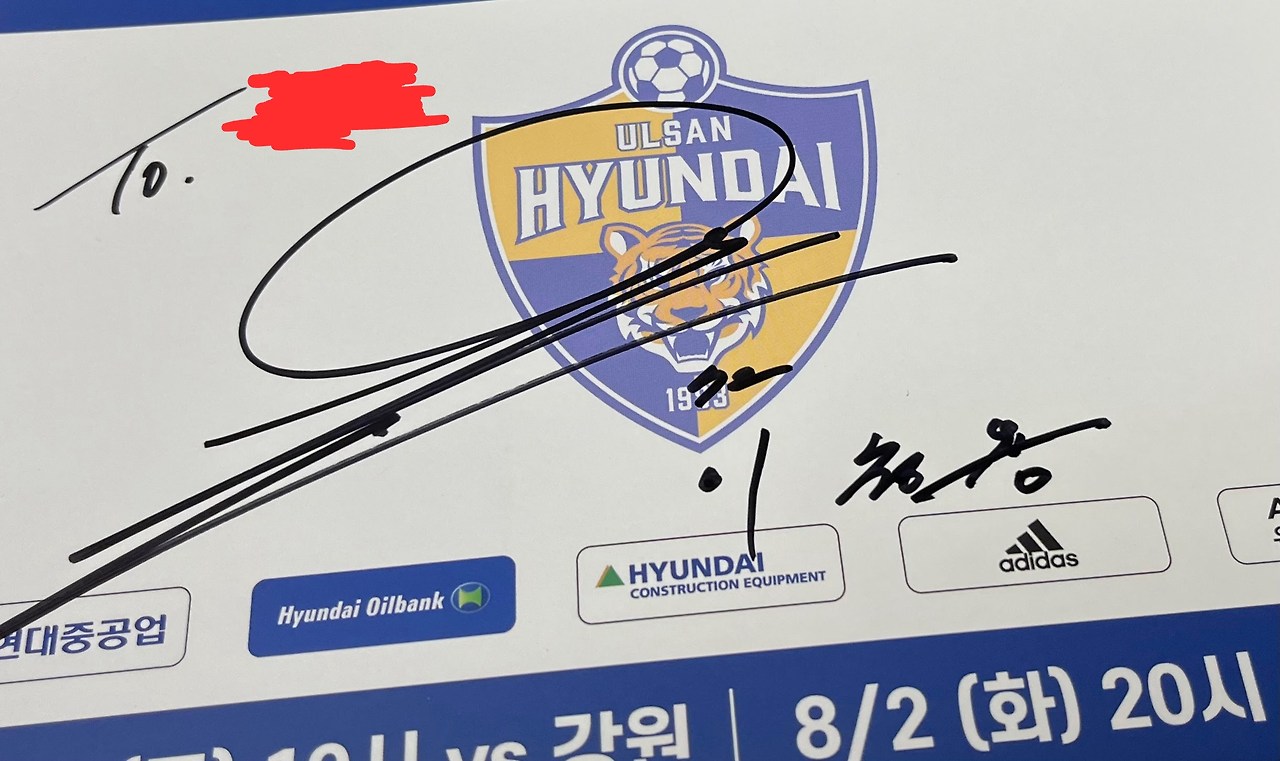 To.
ULSAN
HYUNDAI
1983
이 청용
현대중공업
Hyundai Oilbank
HYUNDAI
CONSTRUCTION EQUIPMENT
adidas
vs 강원 | 8/2 (화) 20시